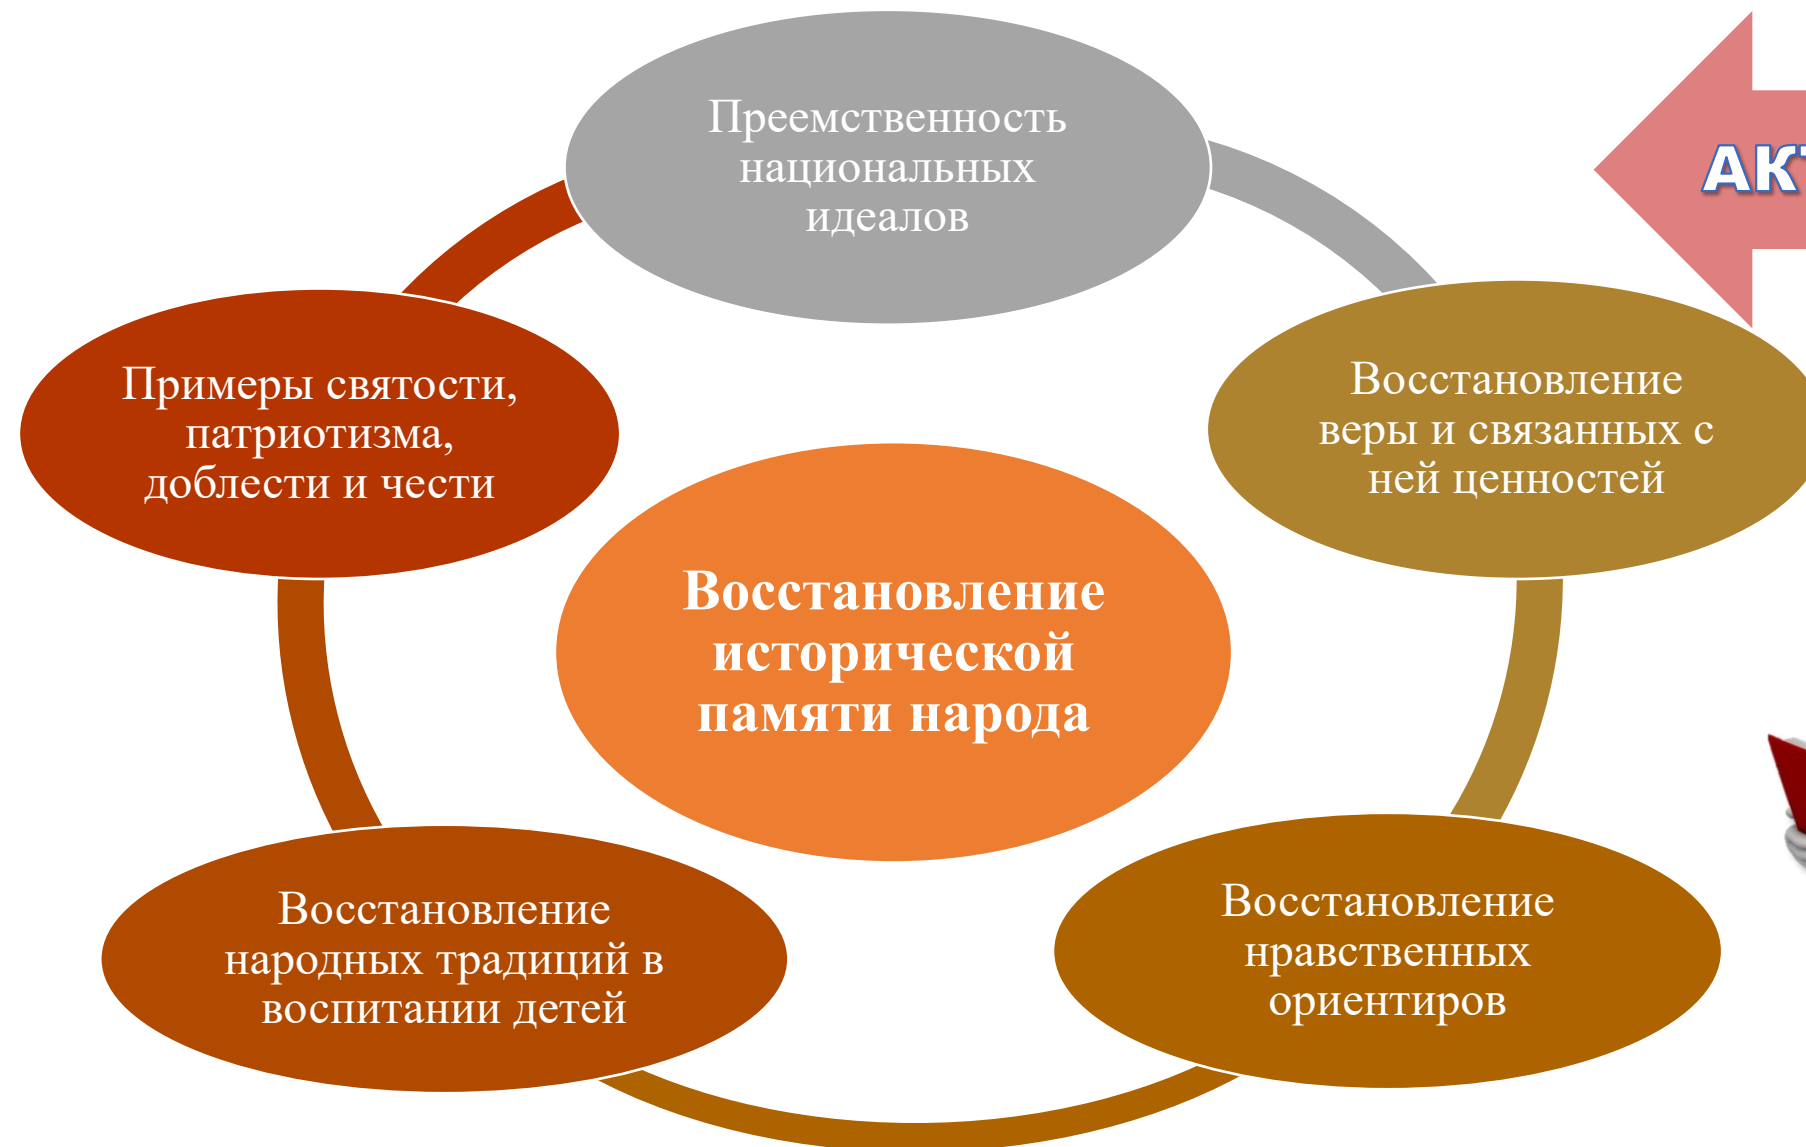 Преемственность
национальных
идеалов
Восстановление
веры и связанных с
ней ценностей
Восстановление
нравственных
ориентиров
Восстановление
народных традиций в
воспитании детей
Примеры святости,
патриотизма,
доблести и чести
Восстановление
исторической
памяти народа